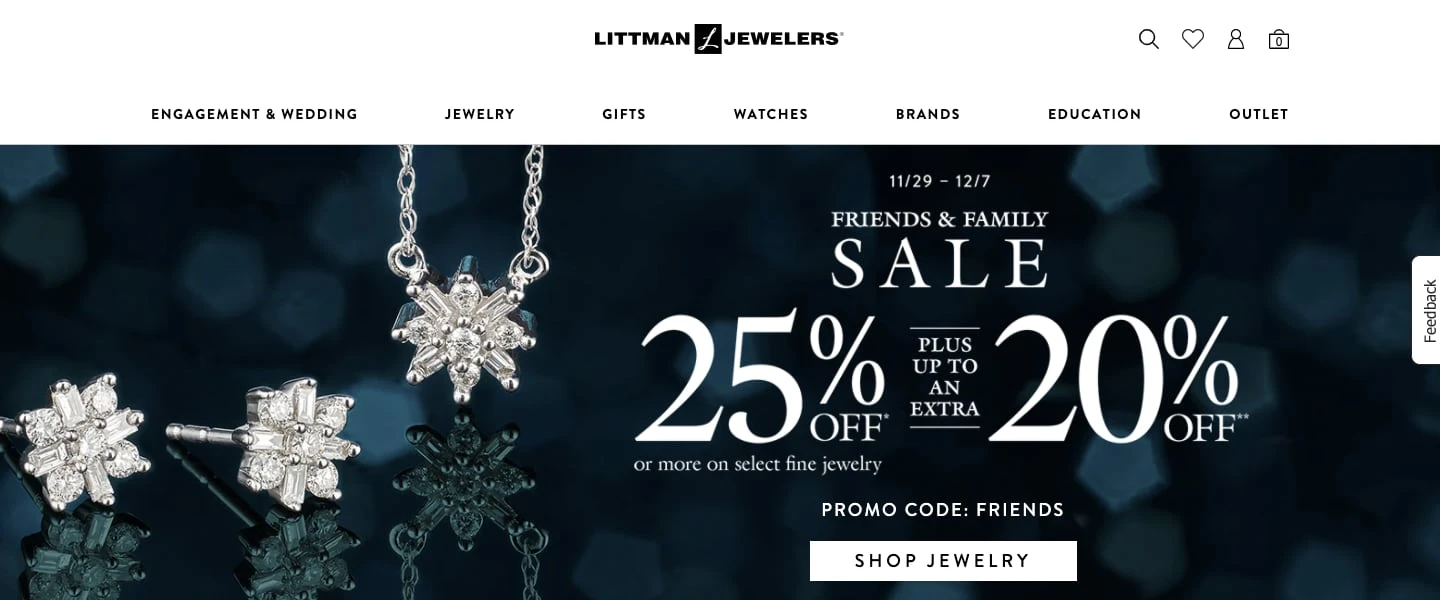 LITTMAN L JEWELERS®
0
ENGAGEMENT & WEDDING JEWELRY GIFTS WATCHES BRANDS EDUCATION OUTLET
11/29 – 12/7
FRIENDS & FAMILY
SALE
25% OFF*
PLUS
UP TO
AN
EXTRA
20% OFF**
or more on select fine jewelry
PROMO CODE: FRIENDS
SHOP JEWELRY
Feedback